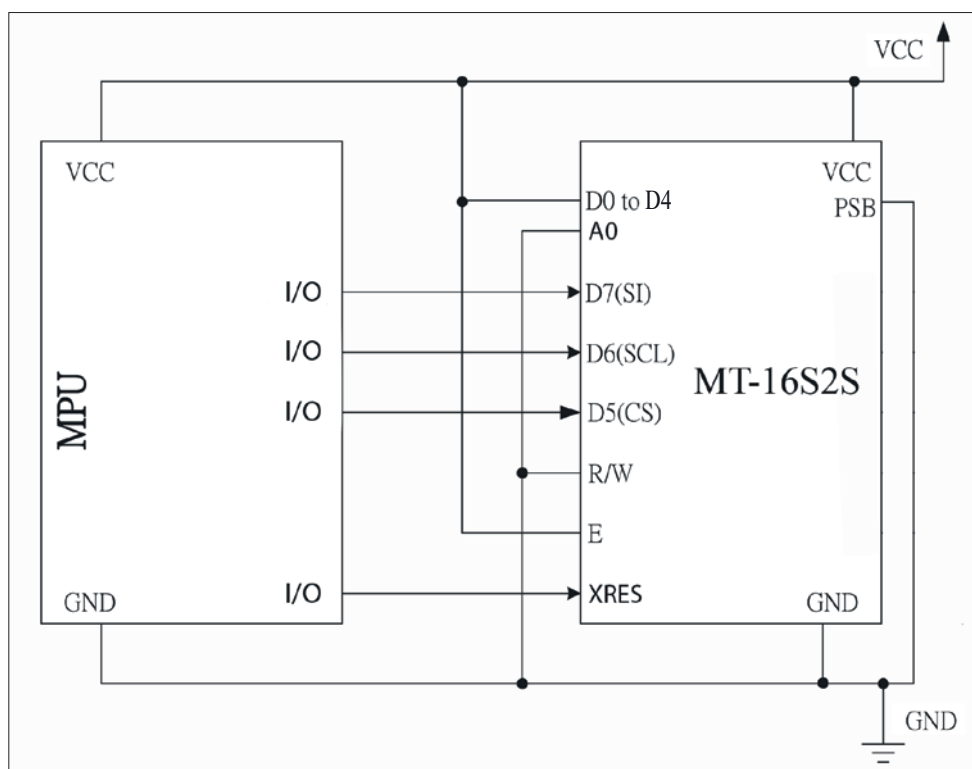 VCC
VCC
VCC
D0 to D4
PSB
A0
I/O
D7(SI)
I/O
D6(SCL)
MT-16S2S
MPU
I/O
D5(CS)
R/W
E
GND
I/O
XRES
GND
GND